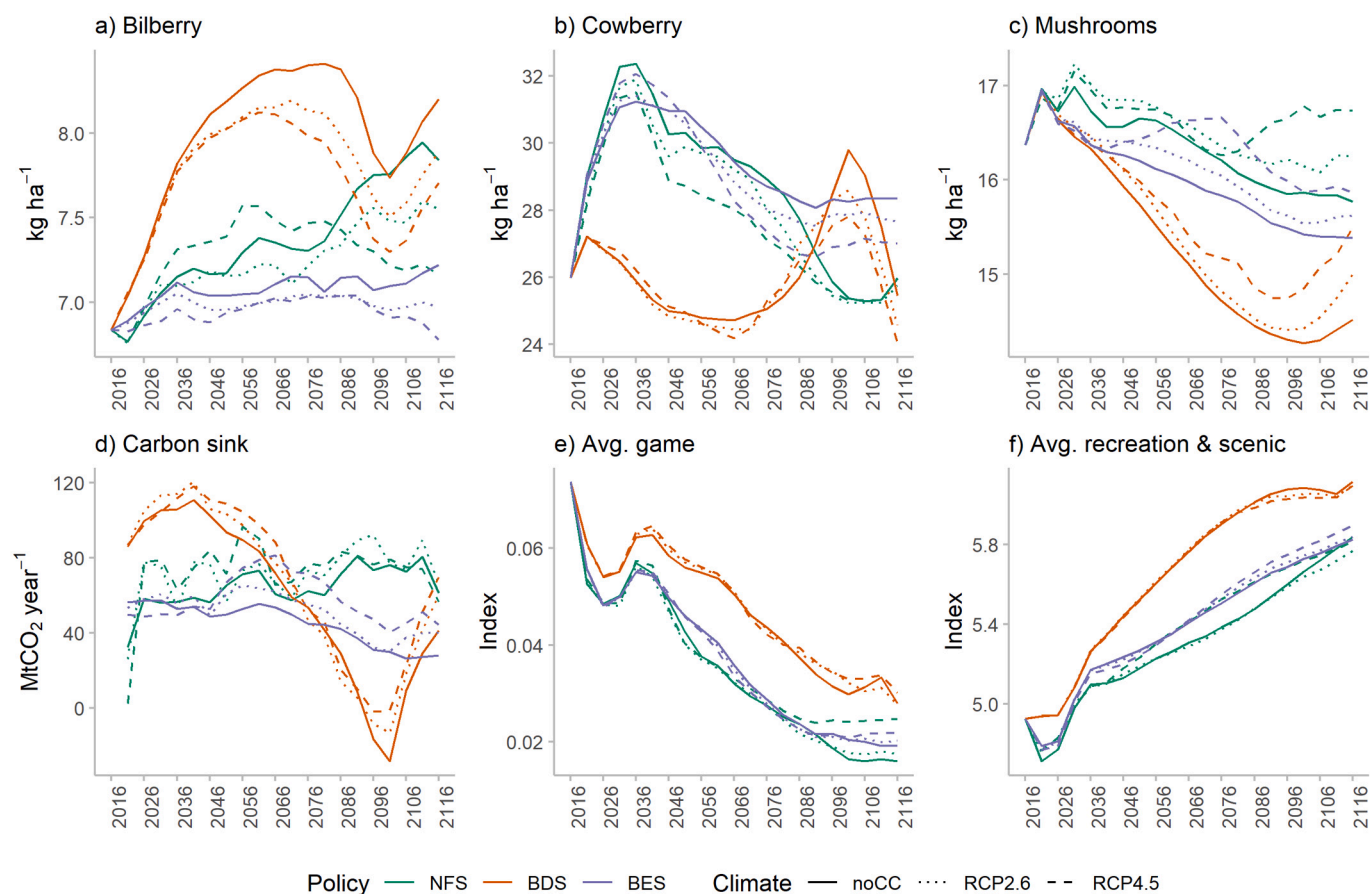 a) Bilberry
kg ha⁻¹
8.0
7.5
7.0
2016 2026 2036 2046 2056 2066 2076 2086 2096 2106 2116
b) Cowberry
kg ha⁻¹
32
30
28
26
24
2016 2026 2036 2046 2056 2066 2076 2086 2096 2106 2116
c) Mushrooms
kg ha⁻¹
17
16
15
2016 2026 2036 2046 2056 2066 2076 2086 2096 2106 2116
d) Carbon sink
MtCO₂ year⁻¹
120
80
40
0
2016 2026 2036 2046 2056 2066 2076 2086 2096 2106 2116
e) Avg. game
Index
0.06
0.04
0.02
2016 2026 2036 2046 2056 2066 2076 2086 2096 2106 2116
f) Avg. recreation & scenic
Index
5.8
5.4
5.0
2016 2026 2036 2046 2056 2066 2076 2086 2096 2106 2116
Policy NFS BDS BES Climate noCC RCP2.6 RCP4.5